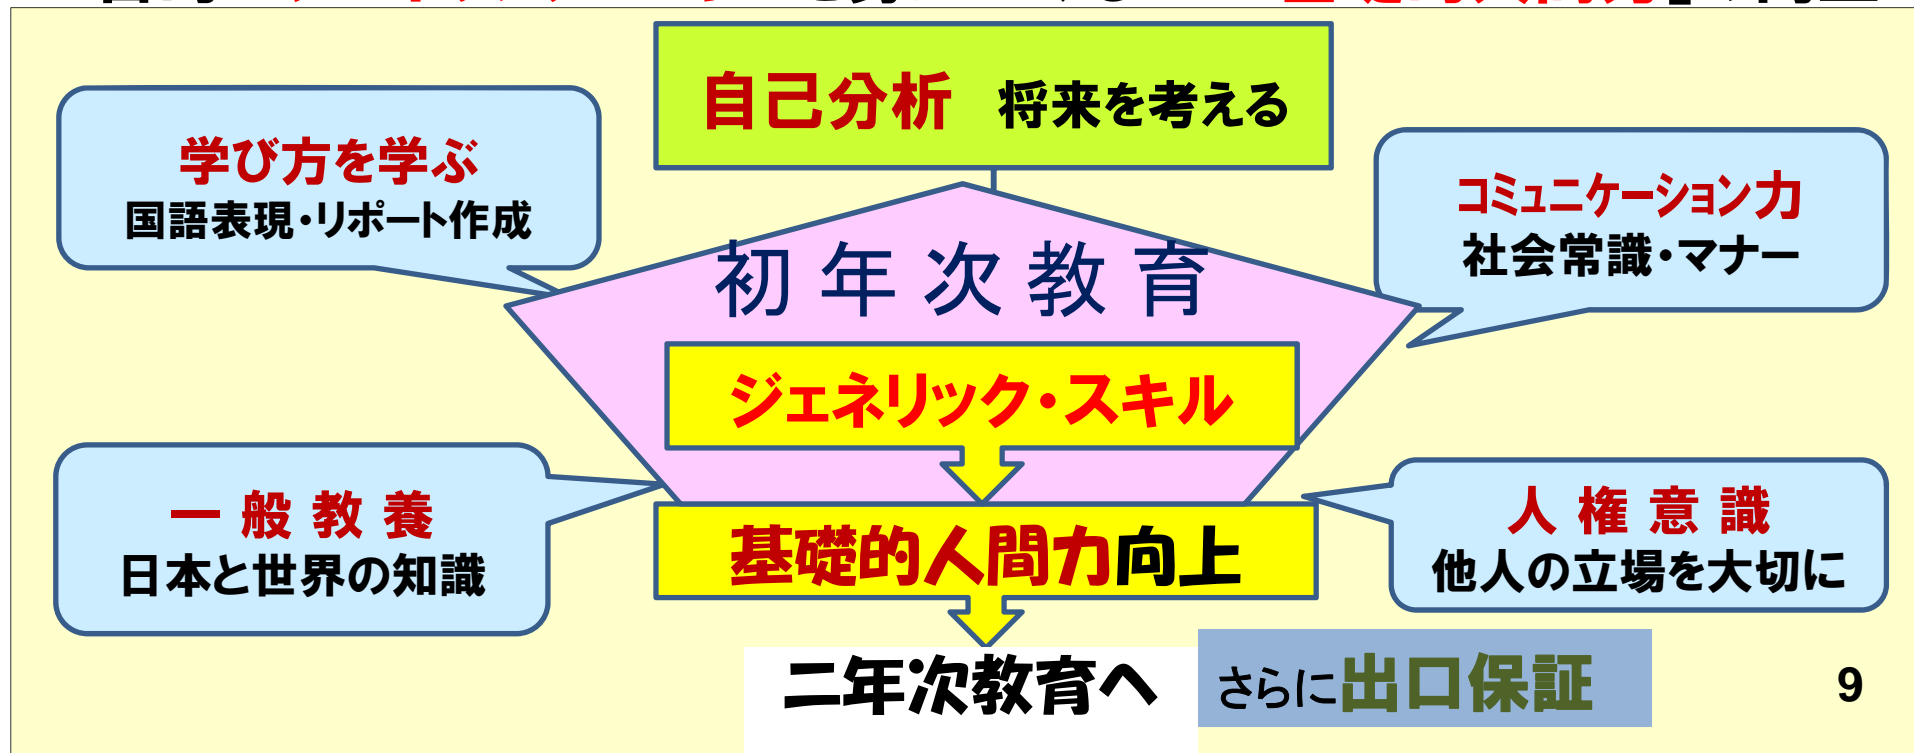 自己分析 将来を考える
学び方を学ぶ
国語表現・リポート作成
コミュニケーション力
社会常識・マナー
初年次教育
ジェネリック・スキル
一般教養
日本と世界の知識
人権意識
他人の立場を大切に
基礎的人間力向上
二年次教育へ
さらに出口保証
9